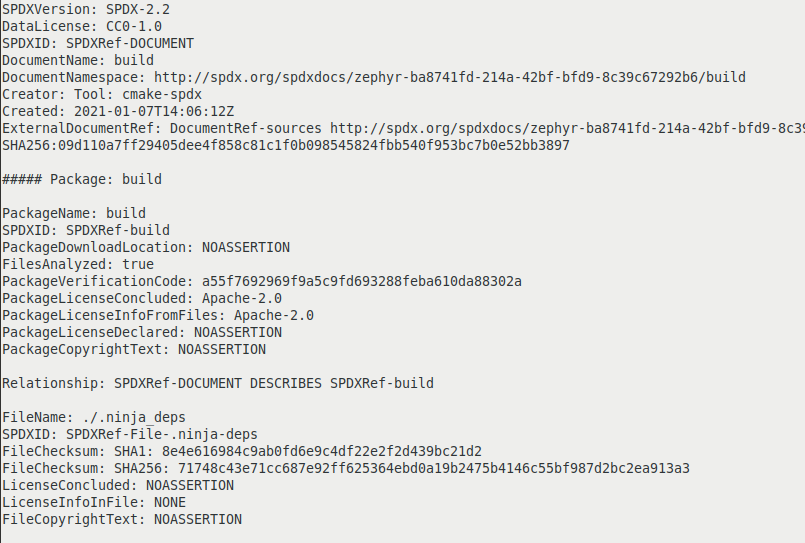 SPDXVersion: SPDX-2.2
DataLicense: CC0-1.0
SPDXID: SPDXRef-DOCUMENT
DocumentName: build
DocumentNamespace: http://spdx.org/spdxdocs/zephyr-ba8741fd-214a-42bf-bfd9-8c39c67292b6/build
Creator: Tool: cmake-spdx
Created: 2021-01-07T14:06:12Z
ExternalDocumentRef: DocumentRef-sources http://spdx.org/spdxdocs/zephyr-ba8741fd-214a-42bf-bfd9-8c39
SHA256:09d110a7ff29405dee4f858c81c1f0b098545824fbb540f953bc7b0e52bb3897
##### Package: build
PackageName: build
SPDXID: SPDXRef-build
PackageDownloadLocation: NOASSERTION
FilesAnalyzed: true
PackageVerificationCode: a55f7692969f9a5c9fd693288feba610da88302a
PackageLicenseConcluded: Apache-2.0
PackageLicenseInfoFromFiles: Apache-2.0
PackageLicenseDeclared: NOASSERTION
PackageCopyrightText: NOASSERTION
Relationship: SPDXRef-DOCUMENT DESCRIBES SPDXRef-build
FileName: ./.ninja_deps
SPDXID: SPDXRef-File-.ninja-deps
FileChecksum: SHA1: 8e4e616984c9ab0fd6e9c4df22e2f2d439bc21d2
FileChecksum: SHA256: 71748c43e71cc687e92ff625364ebd0a19b2475b4146c55bf987d2bc2ea913a3
LicenseConcluded: NOASSERTION
LicenseInfoInFile: NONE
FileCopyrightText: NOASSERTION